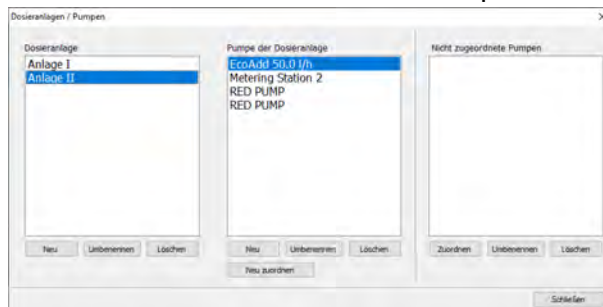 Dosieranlagen / Pumpen
Dosieranlage
Anlage I
Anlage II
Neu
Umbenennen
Löschen
Pumpe der Dosieranlage
EcoAdd 50.0 l/h
Metering Station 2
RED PUMP
RED PUMP
Neu
Umbenennen
Löschen
Neu zuordnen
Nicht zugeordnete Pumpen
Zuordnen
Umbenennen
Löschen
Schließen